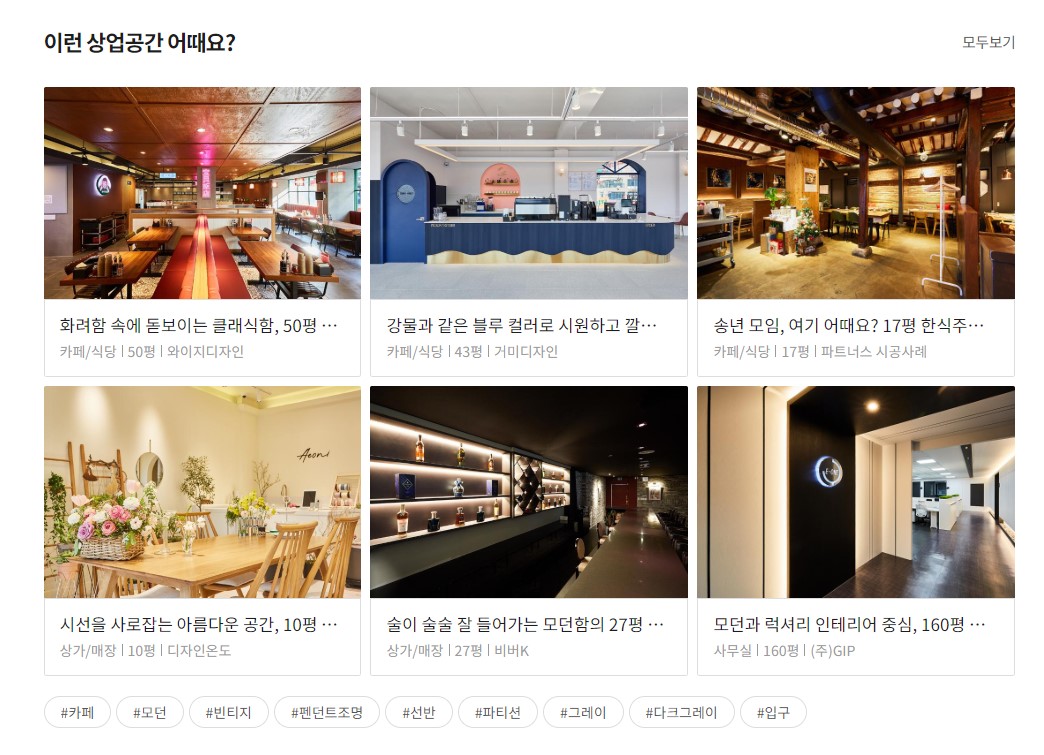 이런 상업공간 어때요?
모두보기
화려함 속에 돋보이는 클래식함, 50평 ···
카페/식당 | 50평 | 와이지디자인
강물과 같은 블루 컬러로 시원하고 깔···
카페/식당 | 43평 | 거미디자인
송년 모임, 여기 어때요? 17평 한식주···
카페/식당 | 17평 | 파트너스 시공사례
Aeoni
시선을 사로잡는 아름다운 공간, 10평 ···
상가/매장 | 10평 | 디자인온도
술이 술술 잘 들어가는 모던함의 27평 ···
상가/매장 | 27평 | 비버K
모던과 럭셔리 인테리어 중심, 160평 ···
사무실 | 160평 | (주)GIP
#카페
#모던
#빈티지
#펜던트조명
#선반
#파티션
#그레이
#다크그레이
#입구